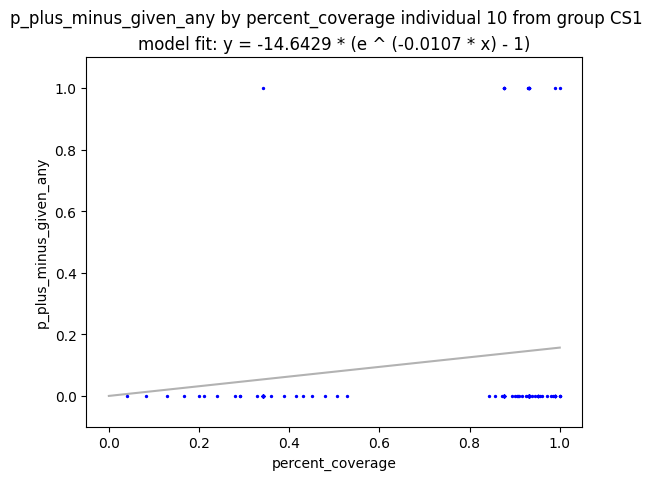 p_plus_minus_given_any by percent_coverage individual 10 from group CS1
model fit: y = -14.6429 * (e ^ (-0.0107 * x) - 1)
1.0
0.8
0.6
0.4
0.2
0.0
p_plus_minus_given_any
0.0 0.2 0.4 0.6 0.8 1.0
percent_coverage